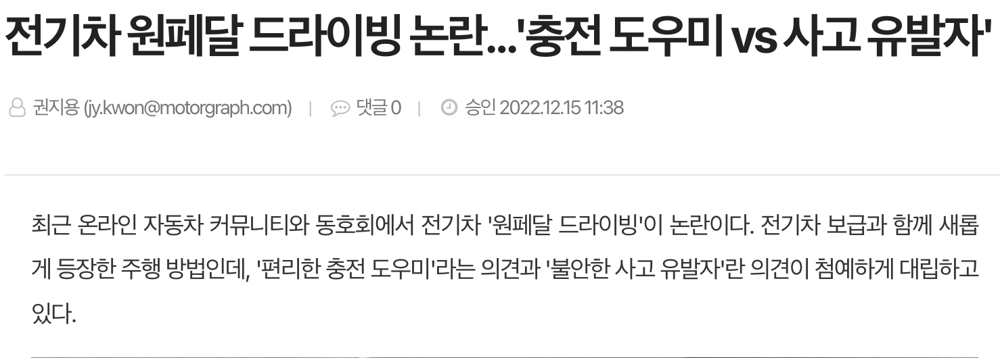 전기차 원페달 드라이빙 논란...'충전 도우미 vs 사고 유발자'
권지용 (jy.kwon@motorgraph.com) | 댓글 0 | 승인 2022.12.15 11:38
최근 온라인 자동차 커뮤니티와 동호회에서 전기차 '원페달 드라이빙'이 논란이다. 전기차 보급과 함께 새롭
게 등장한 주행 방법인데, '편리한 충전 도우미'라는 의견과 '불안한 사고 유발자'란 의견이 첨예하게 대립하고
있다.